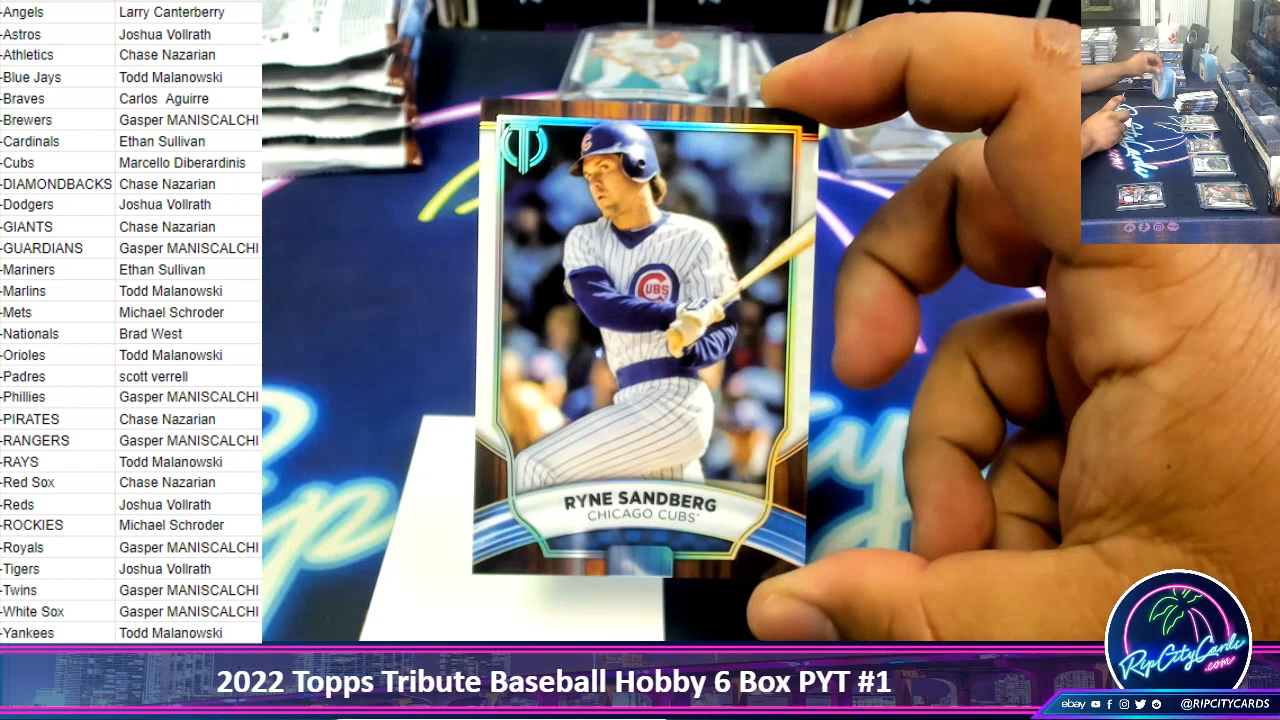 -Angels Larry Canterberry
-Astros Joshua Vollrath
-Athletics Chase Nazarian
-Blue Jays Todd Malanowski
-Braves Carlos Aguirre
-Brewers Gasper MANISCALCHI
-Cardinals Ethan Sullivan
-Cubs Marcello Diberardinis
-DIAMONDBACKS Chase Nazarian
-Dodgers Joshua Vollrath
-GIANTS Chase Nazarian
-GUARDIANS Gasper MANISCALCHI
-Mariners Ethan Sullivan
-Marlins Todd Malanowski
-Mets Michael Schroder
-Nationals Brad West
-Orioles Todd Malanowski
-Padres scott verrell
-Phillies Gasper MANISCALCHI
-PIRATES Chase Nazarian
-RANGERS Gasper MANISCALCHI
-RAYS Todd Malanowski
-Red Sox Chase Nazarian
-Reds Joshua Vollrath
-ROCKIES Michael Schroder
-Royals Gasper MANISCALCHI
-Tigers Joshua Vollrath
-Twins Gasper MANISCALCHI
-White Sox Gasper MANISCALCHI
-Yankees Todd Malanowski
CUBS
RYNE SANDBERG
CHICAGO CUBS
Rip
RipCityCards
.com
2022 Topps Tribute Baseball Hobby 6 Box PYT #1
ebay @RIPCITYCARDS